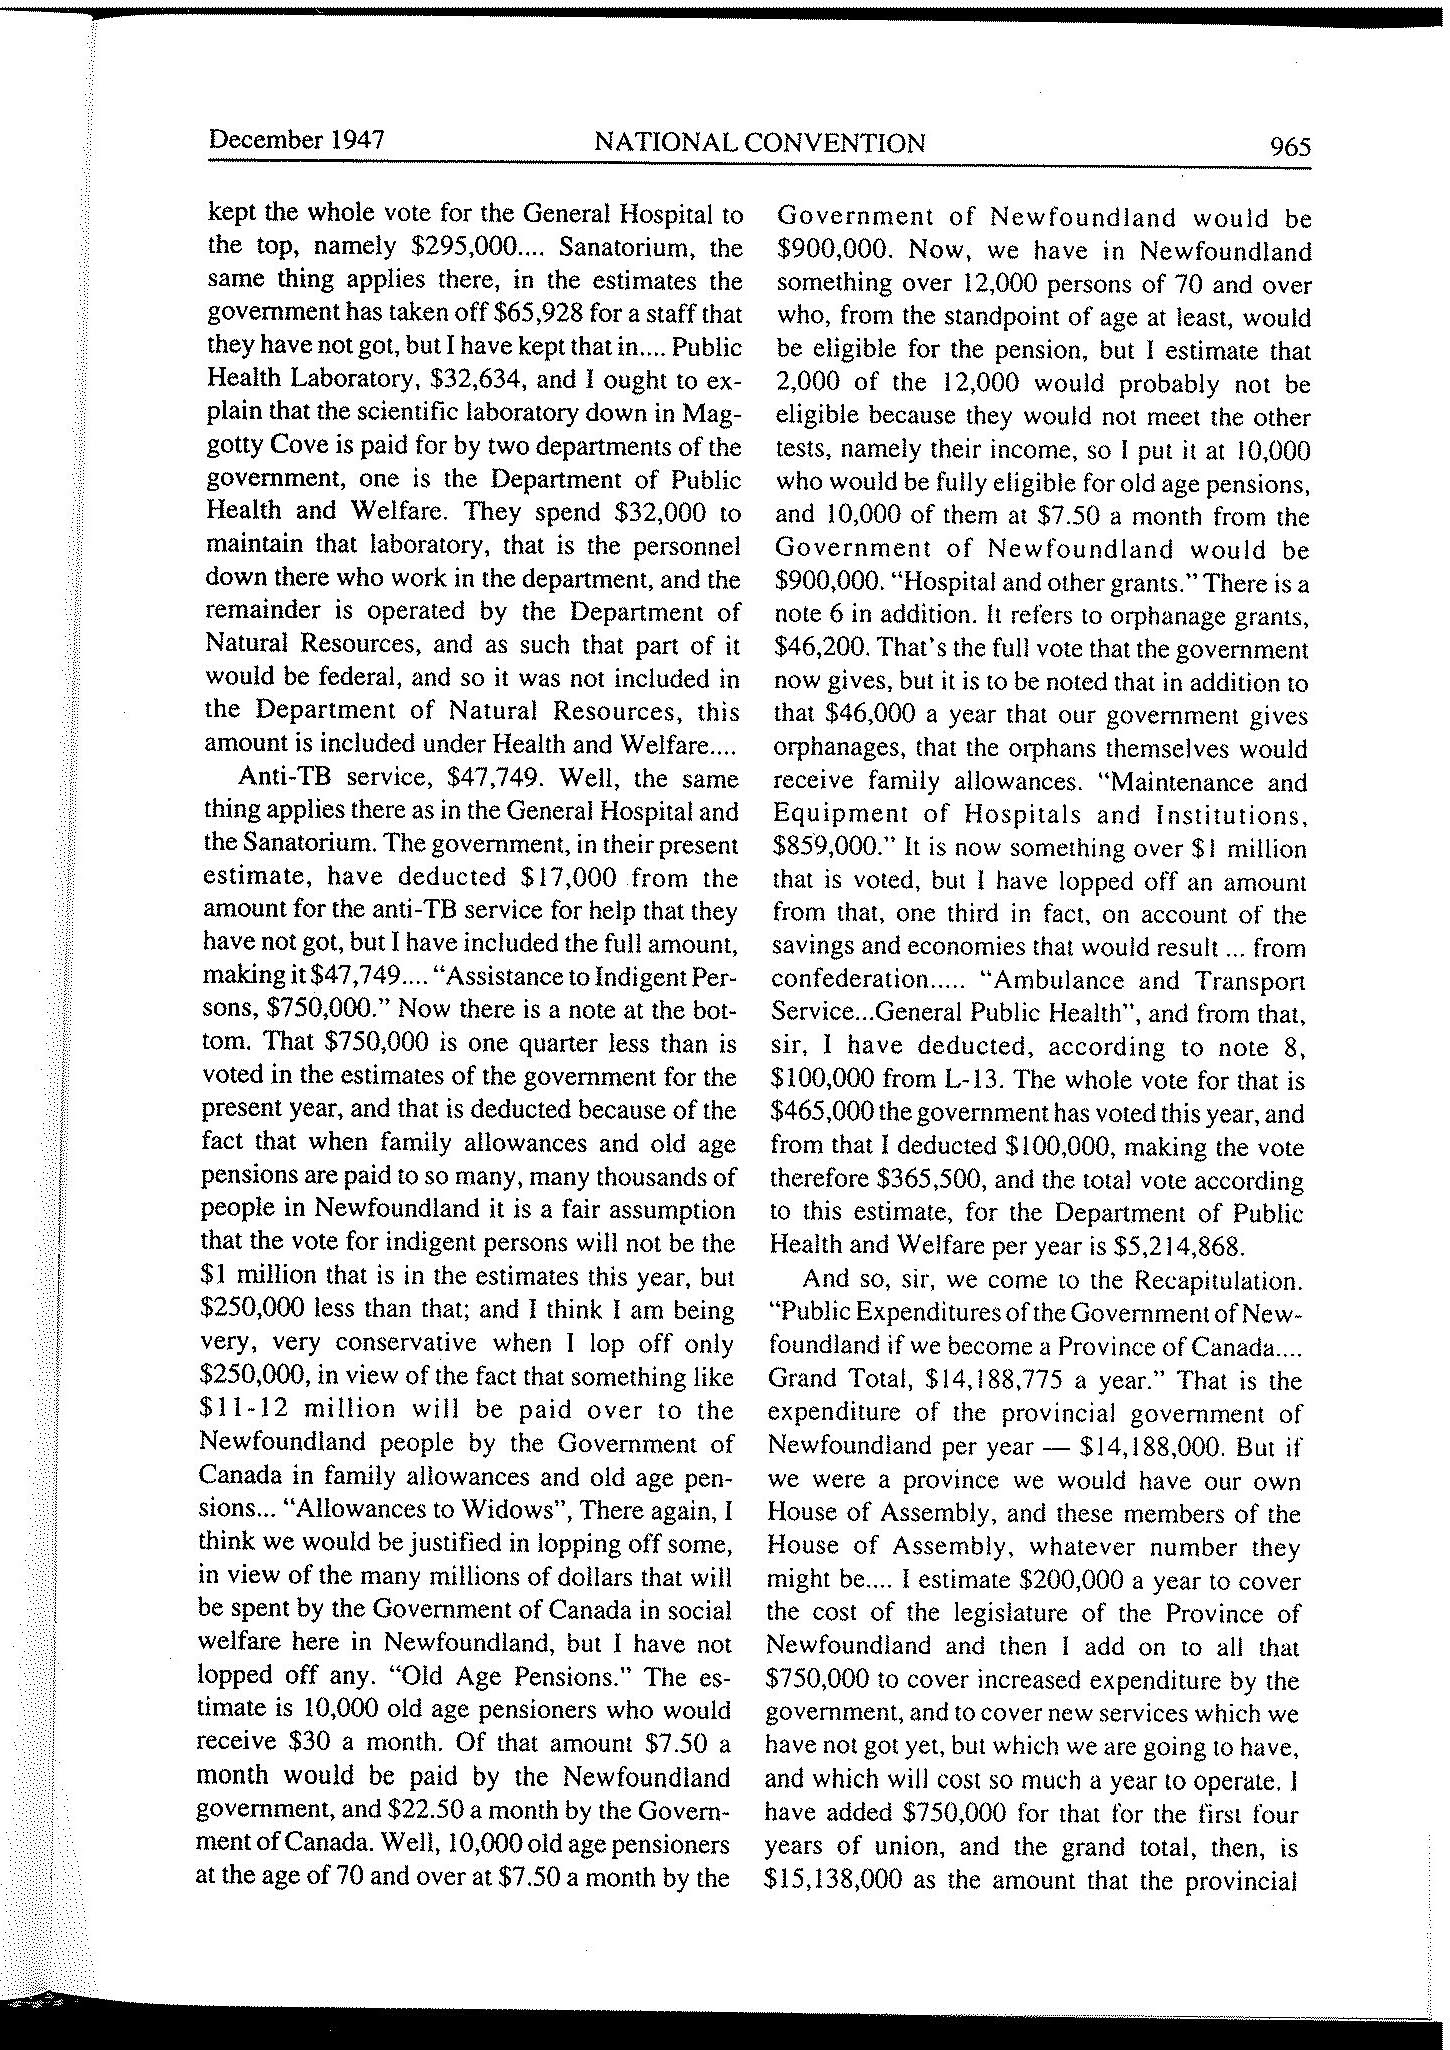 December 1947
NATIONAL CONVENTION
965
kept the whole vote for the General Hospital to
the top, namely $295,000.... Sanatorium, the
same thing applies there, in the estimates the
government has taken off $65,928 for a staff that
they have not got, but I have kept that in.... Public
Health Laboratory, $32,634, and I ought to ex-
plain that the scientific laboratory down in Mag-
gotty Cove is paid for by two departments of the
government, one is the Department of Public
Health and Welfare. They spend $32,000 to
maintain that laboratory, that is the personnel
down there who work in the department, and the
remainder is operated by the Department of
Natural Resources, and as such that part of it
would be federal, and so it was not included in
the Department of Natural Resources, this
amount is included under Health and Welfare....
Anti-TB service, $47,749. Well, the same
thing applies there as in the General Hospital and
the Sanatorium. The government, in their present
estimate, have deducted $17,000 from the
amount for the anti-TB service for help that they
have not got, but I have included the full amount,
making it $47,749.... “Assistance to Indigent Per-
sons, $750,000.” Now there is a note at the bot-
tom. That $750,000 is one quarter less than is
voted in the estimates of the government for the
present year, and that is deducted because of the
fact that when family allowances and old age
pensions are paid to so many, many thousands of
people in Newfoundland it is a fair assumption
that the vote for indigent persons will not be the
$1 million that is in the estimates this year, but
$250,000 less than that; and I think I am being
very, very conservative when I lop off only
$250,000, in view of the fact that something like
$11-12 million will be paid over to the
Newfoundland people by the Government of
Canada in family allowances and old age pen-
sions... “Allowances to Widows”, There again, I
think we would be justified in lopping off some,
in view of the many millions of dollars that will
be spent by the Government of Canada in social
welfare here in Newfoundland, but I have not
lopped off any. “Old Age Pensions.” The es-
timate is 10,000 old age pensioners who would
receive $30 a month. Of that amount $7.50 a
month would be paid by the Newfoundland
government, and $22.50 a month by the Govern-
ment of Canada. Well, 10,000 old age pensioners
at the age of 70 and over at $7.50 a month by the
Government of Newfoundland would be
$900,000. Now, we have in Newfoundland
something over 12,000 persons of 70 and over
who, from the standpoint of age at least, would
be eligible for the pension, but I estimate that
2,000 of the 12,000 would probably not be
eligible because they would not meet the other
tests, namely their income, so I put it at 10,000
who would be fully eligible for old age pensions,
and 10,000 of them at $7.50 a month from the
Government of Newfoundland would be
$900,000. “Hospital and other grants.” There is a
note 6 in addition. It refers to orphanage grants,
$46,200. That's the full vote that the government
now gives, but it is to be noted that in addition to
that $46,000 a year that our government gives
orphanages, that the orphans themselves would
receive family allowances. “Maintenance and
Equipment of Hospitals and Institutions,
$859,000.” It is now something over $1 million
that is voted, but I have lopped off an amount
from that, one third in fact, on account of the
savings and economies that would result ... from
confederation..... “Ambulance and Transport
Service...General Public Health”, and from that,
sir, I have deducted, according to note 8,
$100,000 from L-13. The whole vote for that is
$465,000 the government has voted this year, and
from that I deducted $100,000, making the vote
therefore $365,500, and the total vote according
to this estimate, for the Department of Public
Health and Welfare per year is $5,214,868.
And so, sir, we come to the Recapitulation.
“Public Expenditures of the Government of New-
foundland if we become a Province of Canada....
Grand Total, $14,188,775 a year.” That is the
expenditure of the provincial government of
Newfoundland per year — $14,188,000. But if
we were a province we would have our own
House of Assembly, and these members of the
House of Assembly, whatever number they
might be.... I estimate $200,000 a year to cover
the cost of the legislature of the Province of
Newfoundland and then I add on to all that
$750,000 to cover increased expenditure by the
government, and to cover new services which we
have not got yet, but which we are going to have,
and which will cost so much a year to operate. I
have added $750,000 for that for the first four
years of union, and the grand total, then, is
$15,138,000 as the amount that the provincial